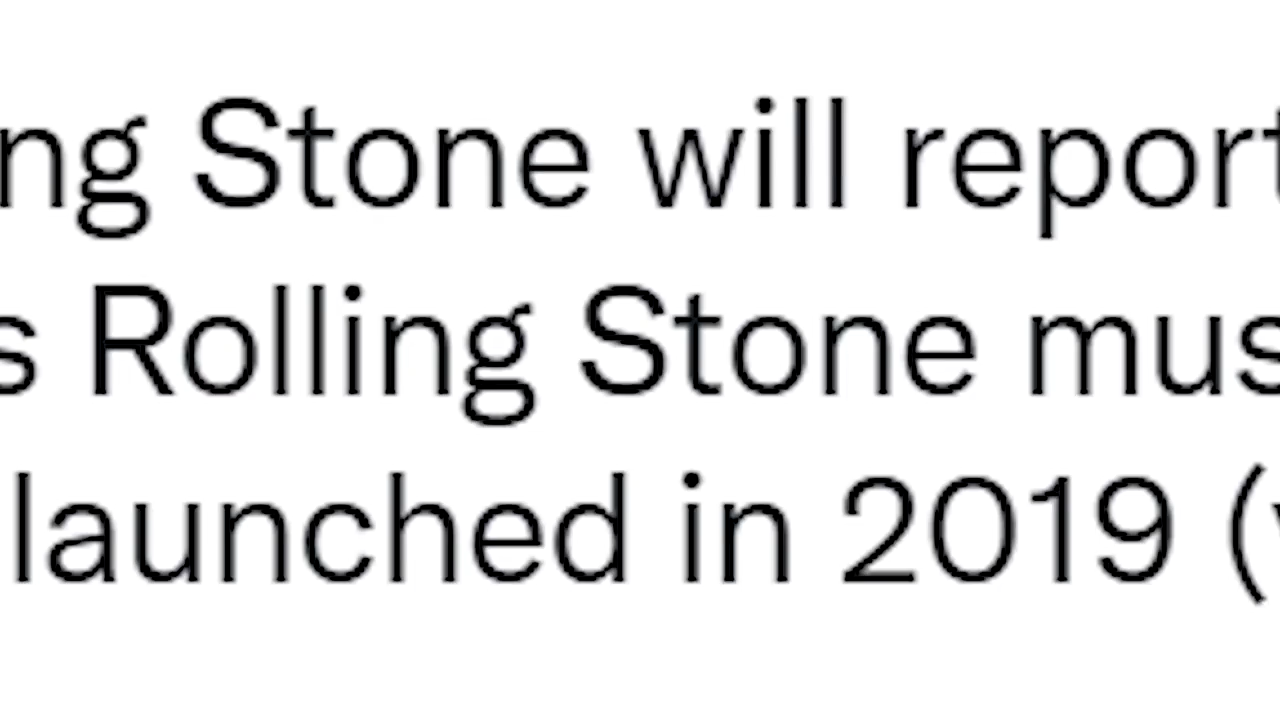 ng Stone will report
s Rolling Stone mus
launched in 2019 (